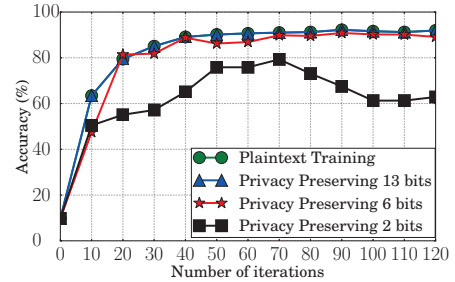 100
80
60
40
20
0
Accuracy (%)
Plaintext Training
Privacy Preserving 13 bits
Privacy Preserving 6 bits
Privacy Preserving 2 bits
0 10 20 30 40 50 60 70 80 90 100 110 120
Number of iterations